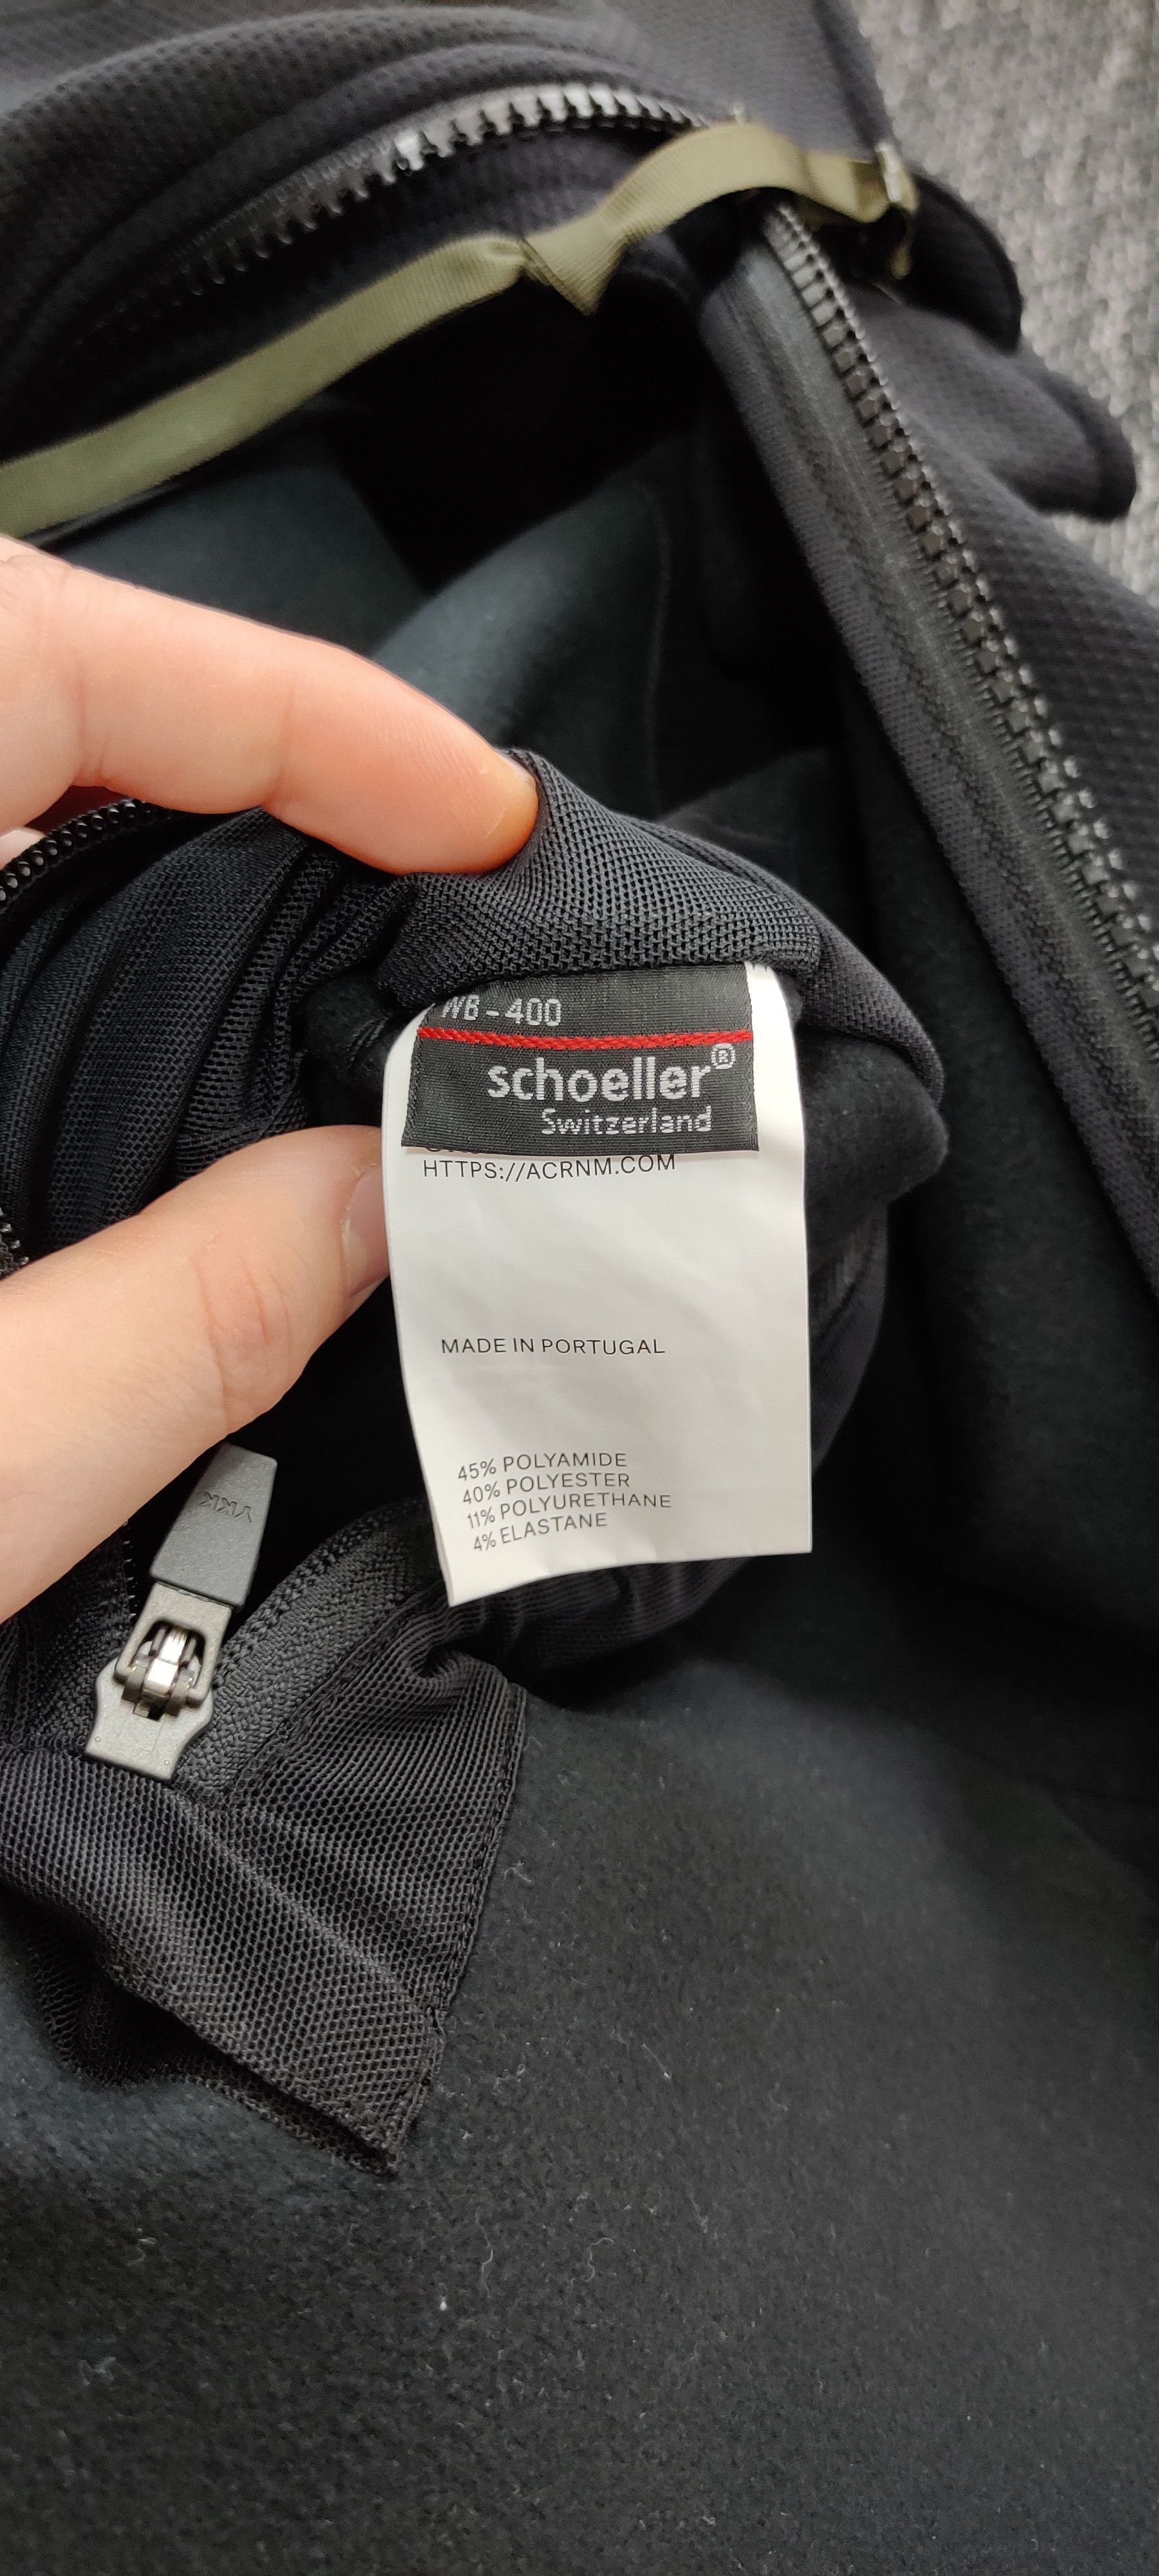 WB-400
schoeller®
Switzerland
HTTPS://ACRNM.COM
MADE IN PORTUGAL
45% POLYAMIDE
40% POLYESTER
11% POLYURETHANE
4% ELASTANE
YKK